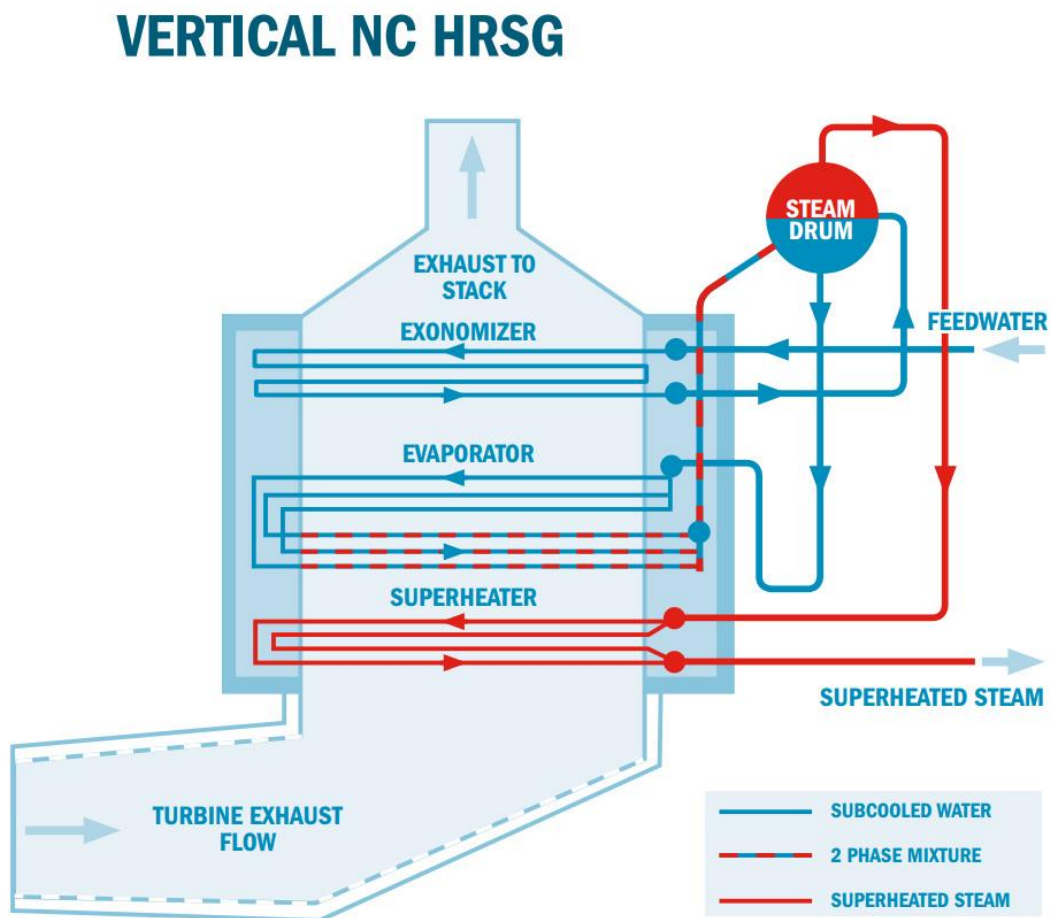 VERTICAL NC HRSG
STEAM
DRUM
EXHAUST TO
STACK
FEEDWATER
EXONOMIZER
EVAPORATOR
SUPERHEATER
SUPERHEATED STEAM
TURBINE EXHAUST
FLOW
SUBCOOLED WATER
2 PHASE MIXTURE
SUPERHEATED STEAM